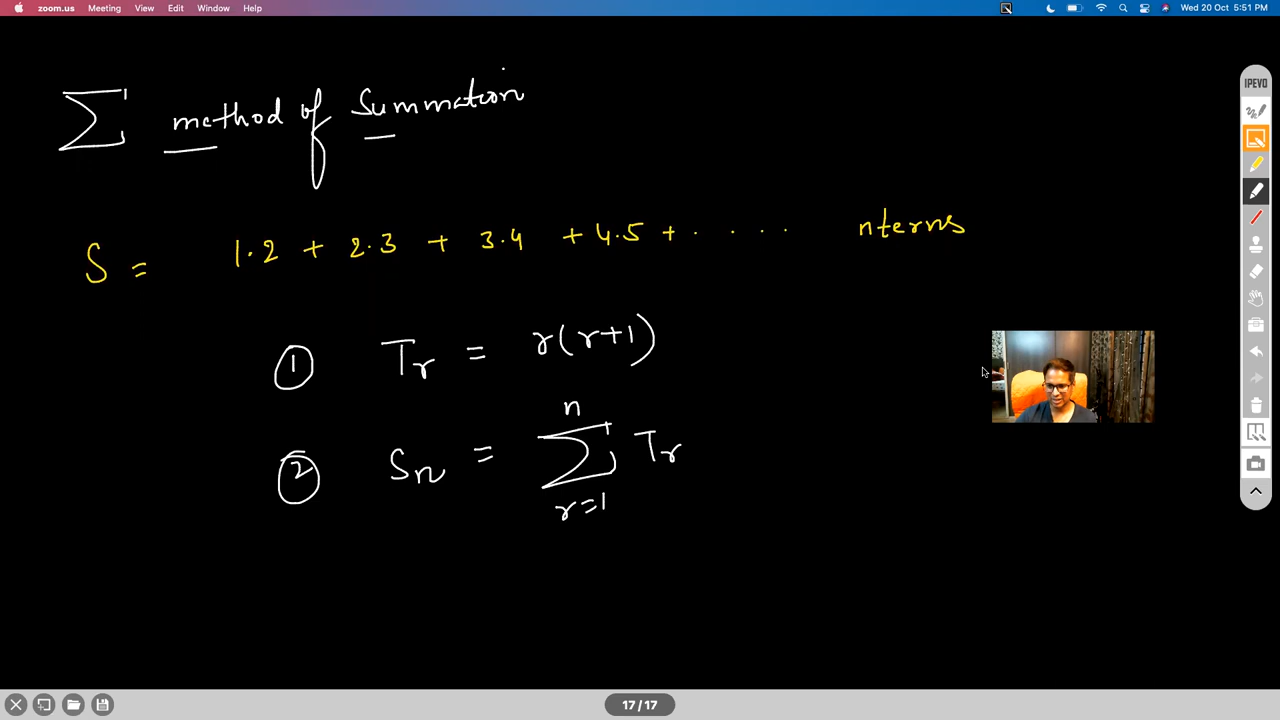 zoom.us Meeting View Edit Window Help Wed 20 Oct 5:51 PM
IPEVO
∑ method of Summation
S = 1·2 + 2·3 + 3·4 + 4·5 + · · · · nterms
① Tr = r(r+1)
② Sn = n∑r=1 Tr
17/17